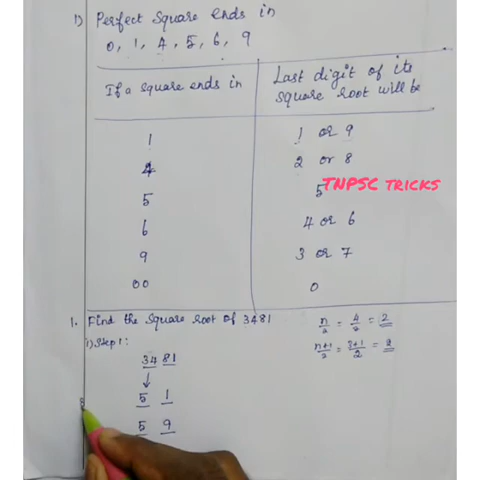 1) Perfect Square ends in
0, 1, 4, 5, 6, 9
If a square ends in
Last digit of its
square root will be
1 1 or 9
4 2 or 8
5 5
TNPSC TRICKS
6 4 or 6
9 3 or 7
00 0
1. Find the Square root of 3481
n/2 = 4/2 = 2
i) Step 1:
n+1/2 = 3+1/2 = 2
34 81
↓
5 1
5 9